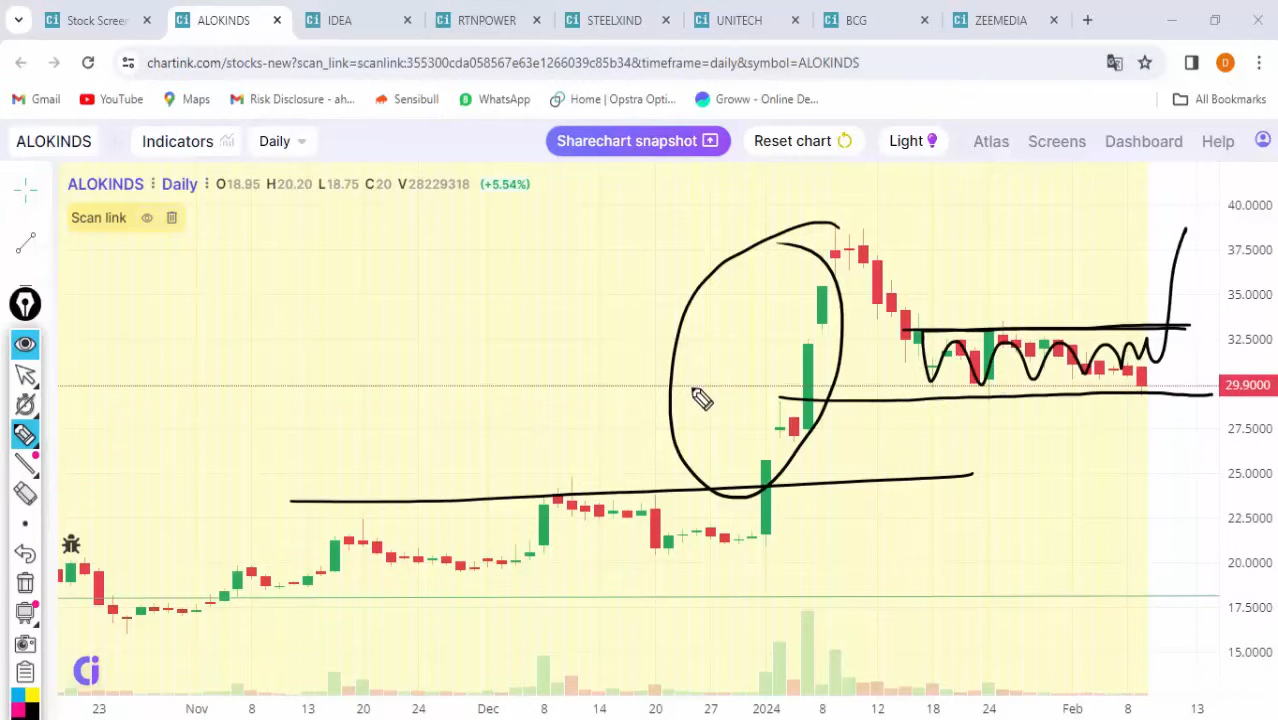 Stock Screen
ALOKINDS
IDEA
RTNPOWER
STEELXIND
UNITECH
BCG
ZEEMEDIA
chartink.com/stocks-new?scan_link=scanlink:355300cda058567e63e1266039c85b34&timeframe=daily&symbol=ALOKINDS
Gmail
YouTube
Maps
Risk Disclosure - ah...
Sensibull
WhatsApp
Home | Opstra Opti...
Groww - Online De...
All Bookmarks
ALOKINDS
Indicators
Daily
Sharechart snapshot
Reset chart
Light
Atlas
Screens
Dashboard
Help
ALOKINDS Daily O18.95 H20.20 L18.75 C20 V28229318 (+5.54%)
Scan link
40.0000
37.5000
35.0000
32.5000
29.9000
27.5000
25.0000
22.5000
20.0000
17.5000
15.0000
23 Nov 8 13 18 24 Dec 8 14 20 27 2024 8 12 18 24 Feb 8 13